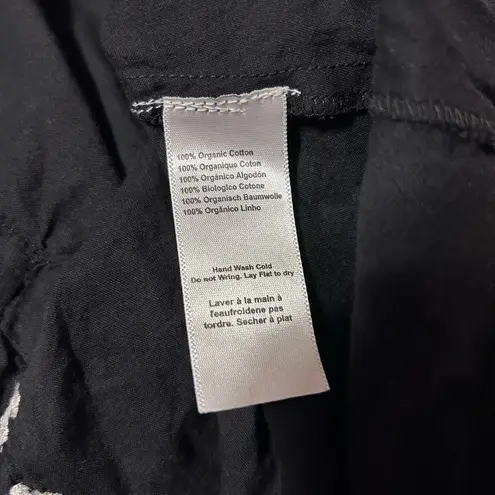 100% Organic Cotton
100% Organique Coton
100% Orgánico Algodón
100% Biologico Cotone
100% Organisch Baumwolle
100% Orgânico Linho
Hand Wash Cold
Do not Wring. Lay Flat to dry
Laver à la main à
l'eaufroidene pas
tordre. Secher à plat